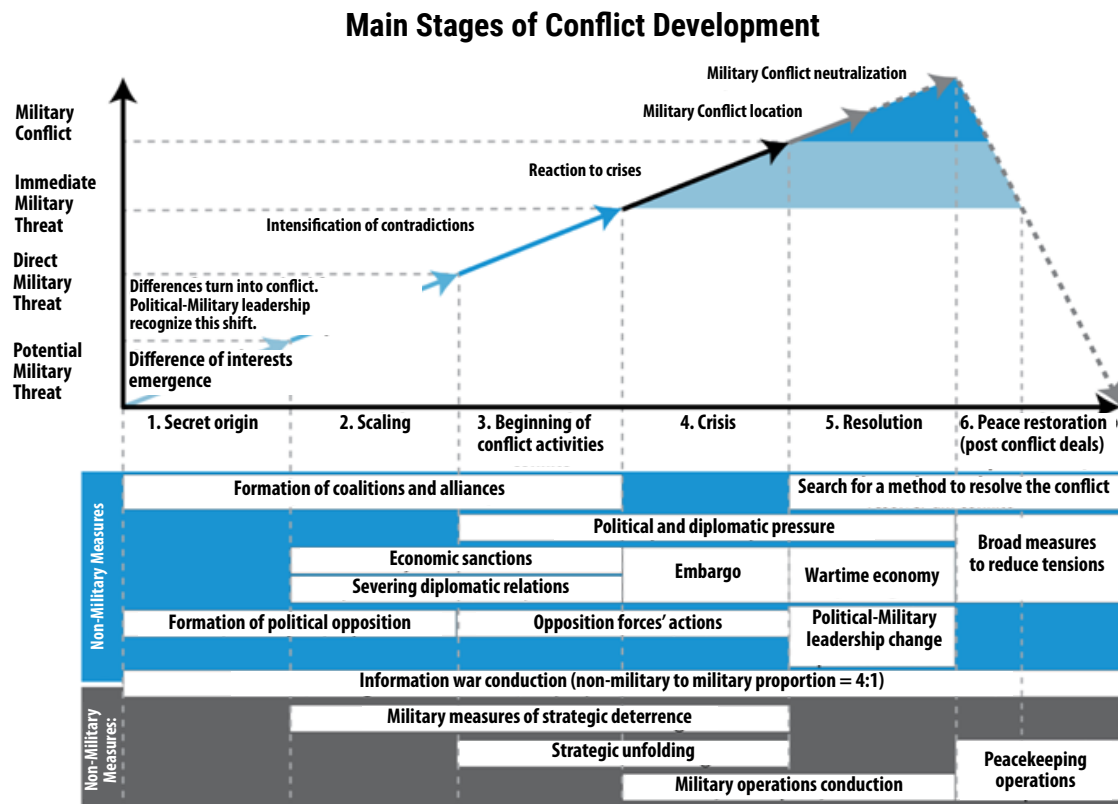 Main Stages of Conflict Development
Military Conflict neutralization
Military Conflict location
Military
Conflict
Reaction to crises
Immediate
Military
Threat
Intensification of contradictions
Direct
Military
Threat
Differences turn into conflict.
Political-Military leadership
recognize this shift.
Potential
Military
Threat
Difference of interests
emergence
1. Secret origin
2. Scaling
3. Beginning of
conflict activities
4. Crisis
5. Resolution
6. Peace restoration
(post conflict deals)
Non-Military Measures
Formation of coalitions and alliances
Search for a method to resolve the conflict
Political and diplomatic pressure
Broad measures
to reduce tensions
Economic sanctions
Severing diplomatic relations
Embargo
Wartime economy
Formation of political opposition
Opposition forces' actions
Political-Military
leadership change
Information war conduction (non-military to military proportion = 4:1)
Non-Military
Measures:
Military measures of strategic deterrence
Strategic unfolding
Military operations conduction
Peacekeeping
operations